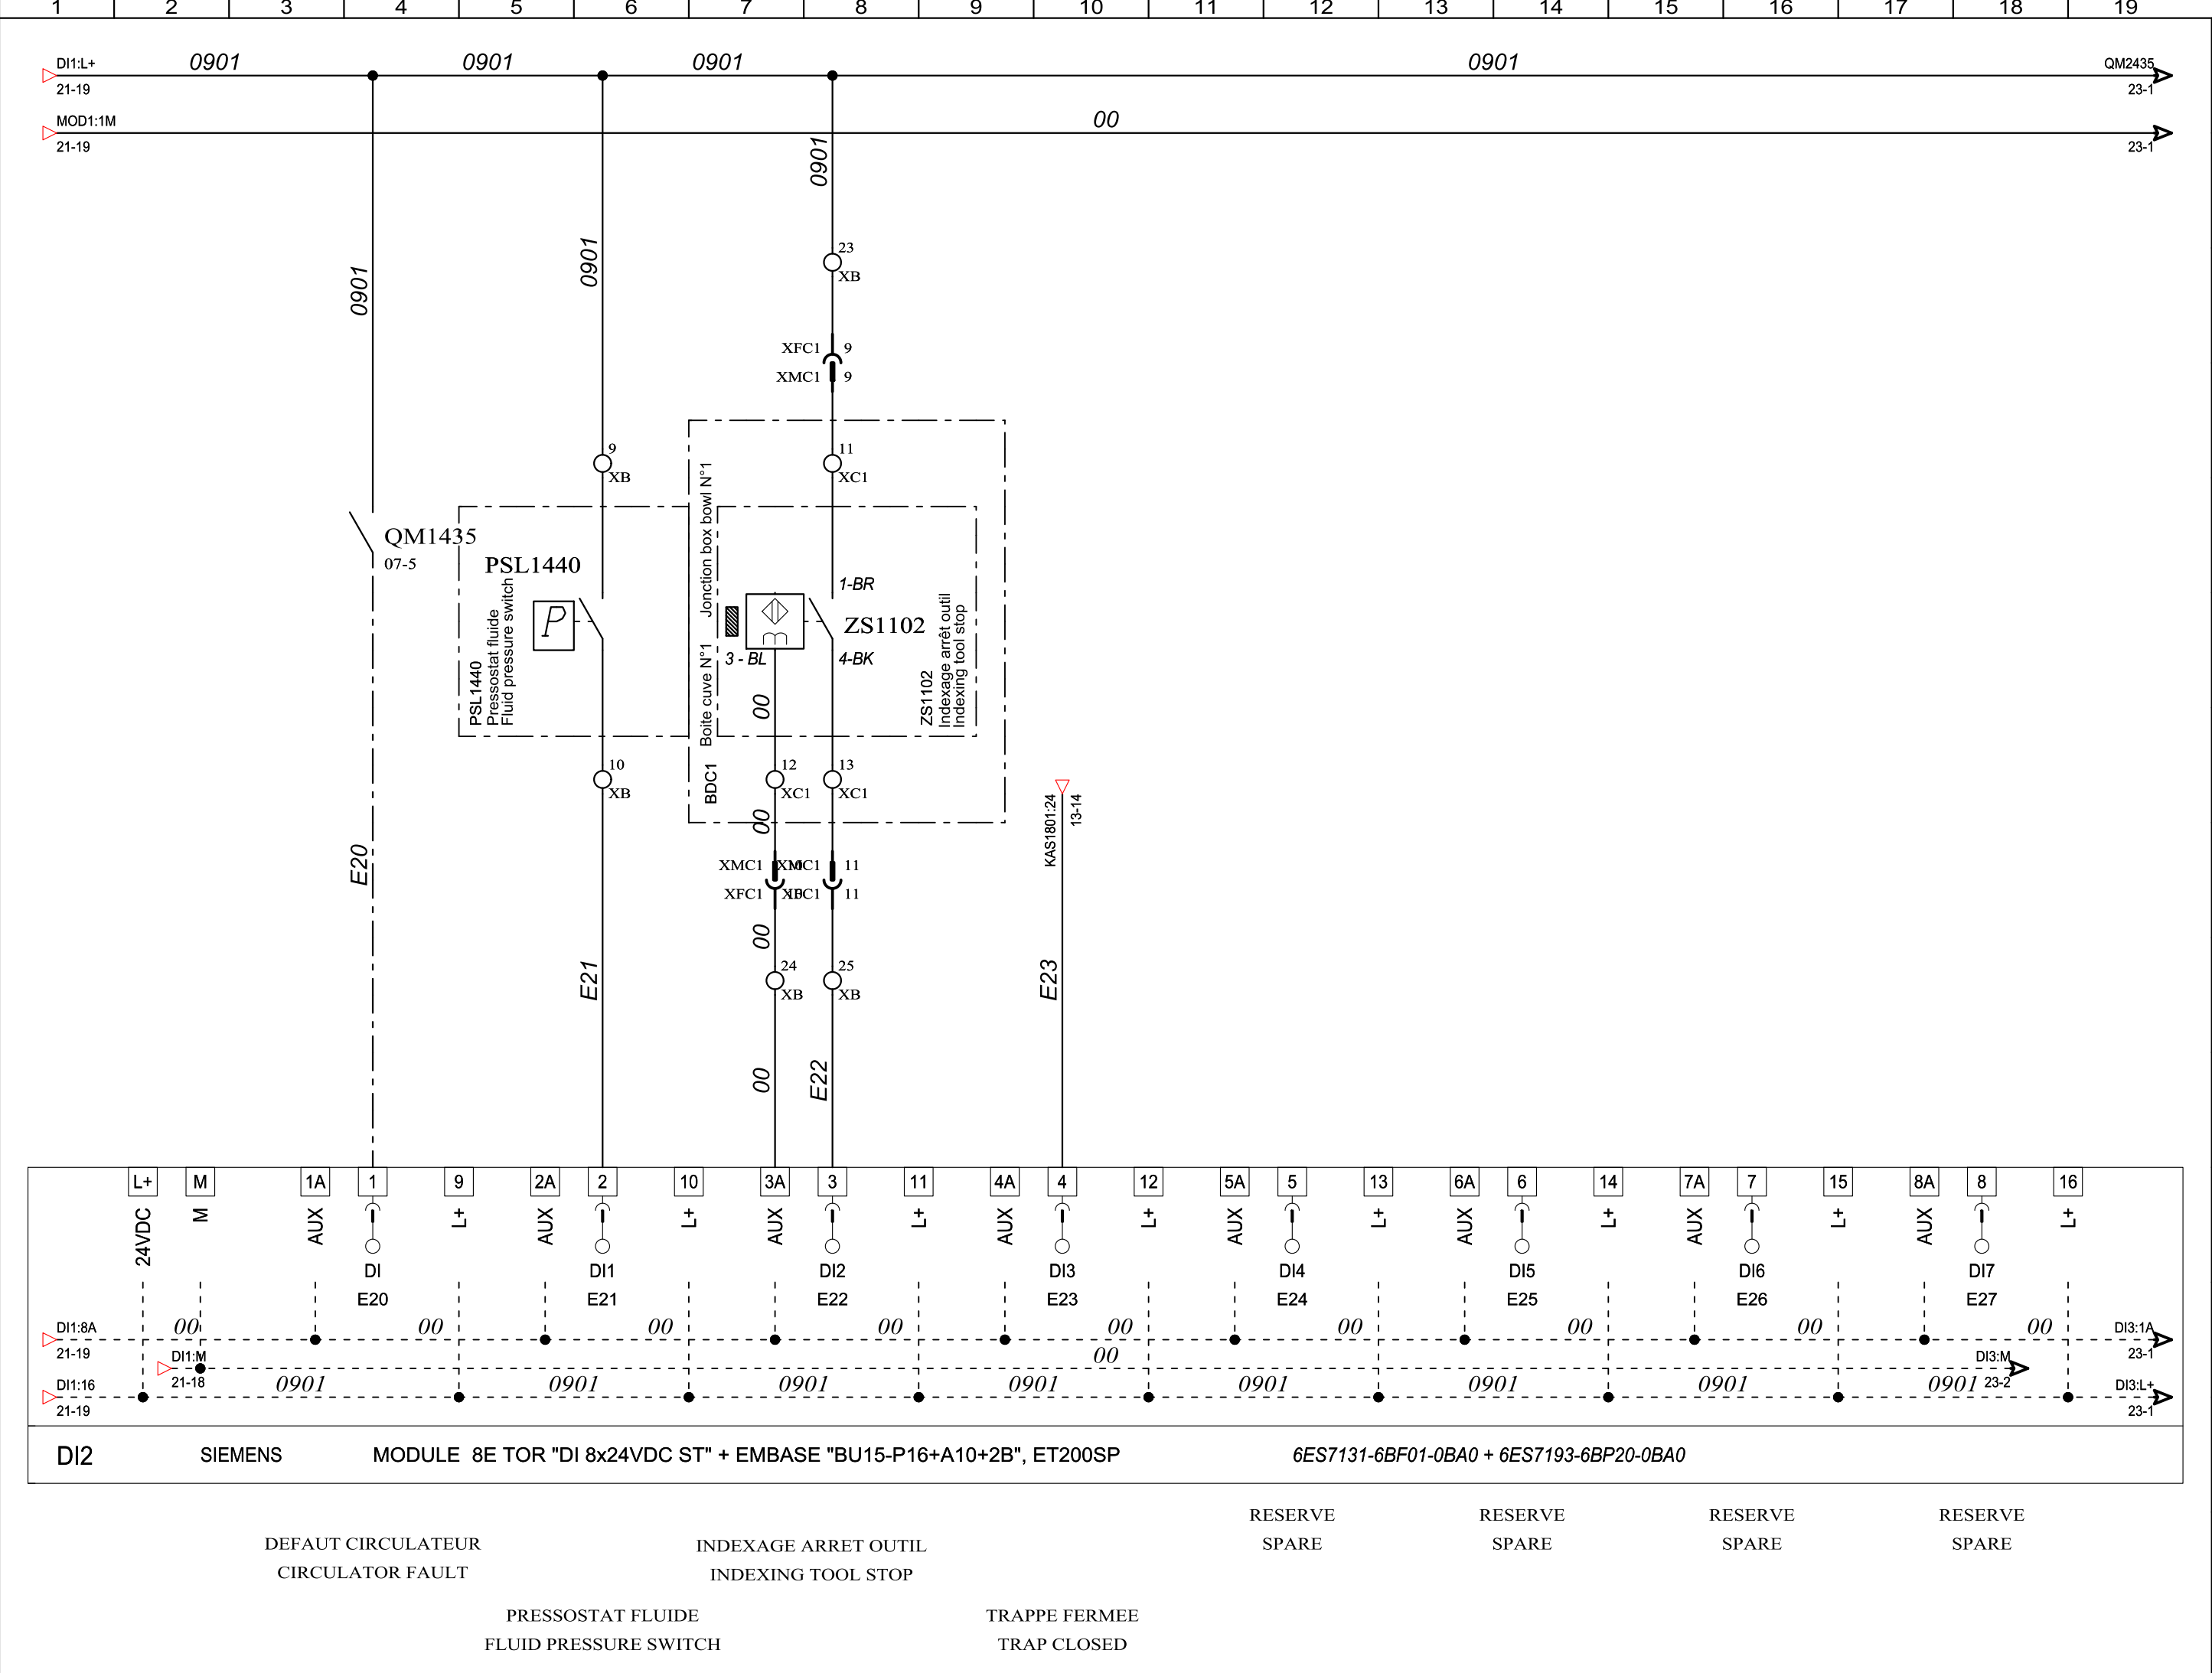 1 2 3 4 5 6 7 8 9 10 11 12 13 14 15 16 17 18 19
DI1:L+ 0901 0901 0901 0901 QM2435
21-19 23-1
MOD1:1M 00
21-19 23-1
0901
0901
0901
23
XB
XFC1 9
XMC1 9
9
XB
11
XC1
QM1435
07-5
PSL1440
P
PSL1440
Pressostat fluide
Fluid pressure switch
BDC1 Boite cuve N°1 Jonction box bowl N°1
1-BR
ZS1102
3 - BL
4-BK
ZS1102
Indexage arrêt outil
Indexing tool stop
00
10
XB
12
XC1
13
XC1
00
KAS1801:24
13-14
E20
XMC1 10 XMC1 11
XFC1 10 XFC1 11
00
E21
24
XB
25
XB
E23
00
E22
L+ M 1A 1 9 2A 2 10 3A 3 11 4A 4 12 5A 5 13 6A 6 14 7A 7 15 8A 8 16
24VDC M AUX L+ AUX L+ AUX L+ AUX L+ AUX L+ AUX L+ AUX L+ AUX L+
DI DI1 DI2 DI3 DI4 DI5 DI6 DI7
E20 E21 E22 E23 E24 E25 E26 E27
DI1:8A 00 00 00 00 00 00 00 00 00 DI3:1A
21-19 23-1
DI1:M 00 DI3:M
21-18 23-2
DI1:16 0901 0901 0901 0901 0901 0901 0901 0901 DI3:L+
21-19 23-1
DI2 SIEMENS MODULE 8E TOR "DI 8x24VDC ST" + EMBASE "BU15-P16+A10+2B", ET200SP 6ES7131-6BF01-0BA0 + 6ES7193-6BP20-0BA0
RESERVE RESERVE RESERVE RESERVE
SPARE SPARE SPARE SPARE
DEFAUT CIRCULATEUR INDEXAGE ARRET OUTIL
CIRCULATOR FAULT INDEXING TOOL STOP
PRESSOSTAT FLUIDE TRAPPE FERMEE
FLUID PRESSURE SWITCH TRAP CLOSED